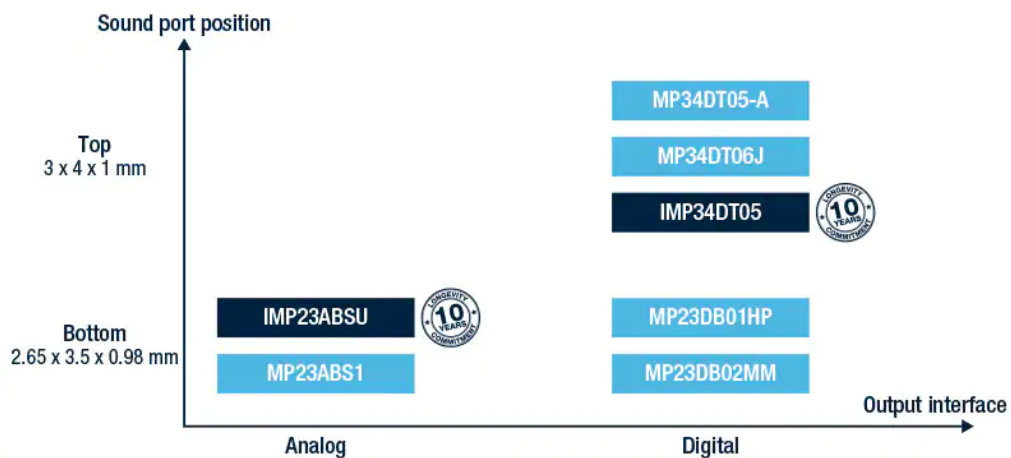 Sound port position
MP34DT05-A
Top
3 x 4 x 1 mm
MP34DT06J
IMP34DT05
LONGEVITY
10
YEARS
COMMITMENT
IMP23ABSU
LONGEVITY
10
YEARS
COMMITMENT
MP23DB01HP
Bottom
2.65 x 3.5 x 0.98 mm
MP23ABS1
MP23DB02MM
Output interface
Analog
Digital